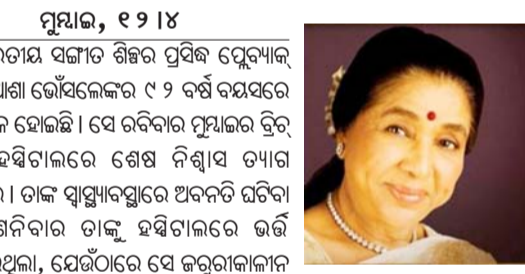 ମୁମ୍ବାଇ, ୧୨।୪
ରତୀୟ ସଙ୍ଗୀତ ଶିଳ୍ପର ପ୍ରସିଦ୍ଧ ପ୍ଲେବ୍ୟାକ୍
ଆଶା ଭୋଁସଲେଙ୍କର ୯୨ ବର୍ଷ ବୟସରେ
ହୋଇଛି। ସେ ରବିବାର ମୁମ୍ବାଇର ବ୍ରିଚ୍
ହସ୍ପିଟାଲରେ ଶେଷ ନିଶ୍ୱାସ ତ୍ୟାଗ
। ତାଙ୍କ ସ୍ୱାସ୍ଥ୍ୟାବସ୍ଥାରେ ଅବନତି ଘଟିବା
ଶନିବାର ତାଙ୍କୁ ହସ୍ପିଟାଲରେ ଭର୍ତ୍ତି
ଥିଲା, ଯେଉଁଠାରେ ସେ ଜରୁରୀକାଳୀନ